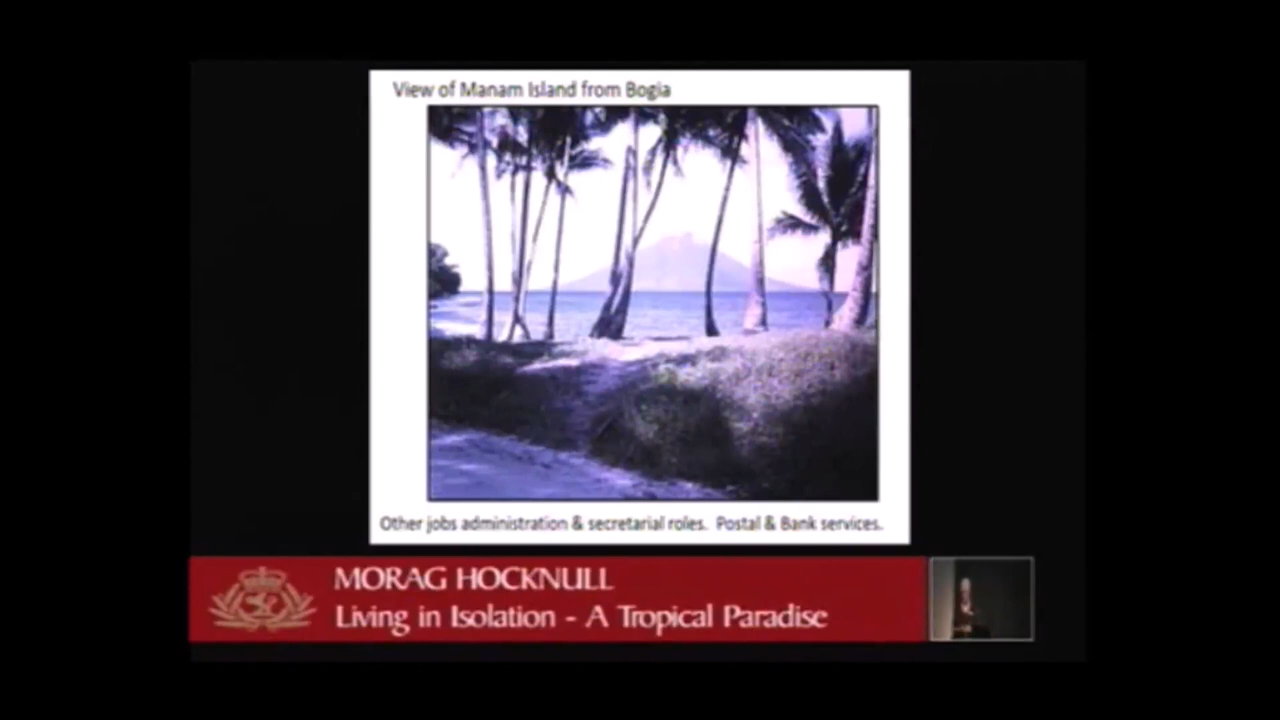 View of Manam Island from Bogia
Other jobs administration & secretarial roles. Postal & Bank services.
MORAG HOCKNULL
Living in Isolation - A Tropical Paradise